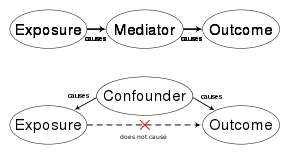 Exposure Mediator Outcome
causes causes
causes Confounder causes
Exposure Outcome
does not cause